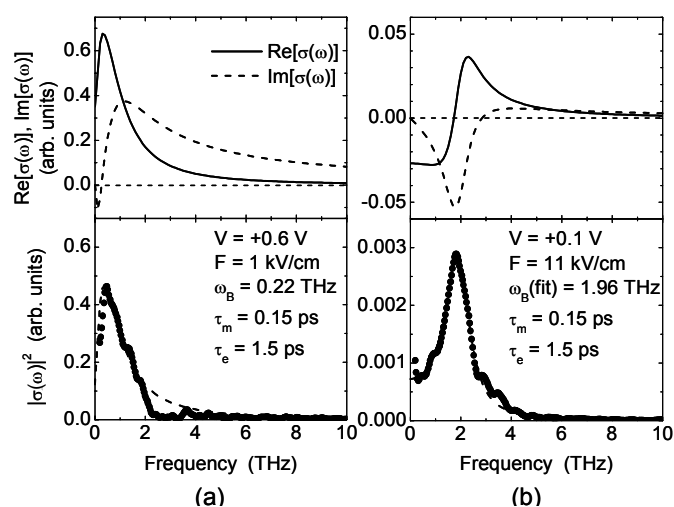 0.6
0.4
0.2
0.0
Re[σ(ω)], Im[σ(ω)]
(arb. units)
Re[σ(ω)]
Im[σ(ω)]
0.05
0.00
-0.05
0.6
0.4
0.2
0.0
|σ(ω)|² (arb. units)
V = +0.6 V
F = 1 kV/cm
ω_B = 0.22 THz
τ_m = 0.15 ps
τ_e = 1.5 ps
0 2 4 6 8 10
Frequency (THz)
(a)
0.003
0.002
0.001
0.000
V = +0.1 V
F = 11 kV/cm
ω_B(fit) = 1.96 THz
τ_m = 0.15 ps
τ_e = 1.5 ps
0 2 4 6 8 10
Frequency (THz)
(b)